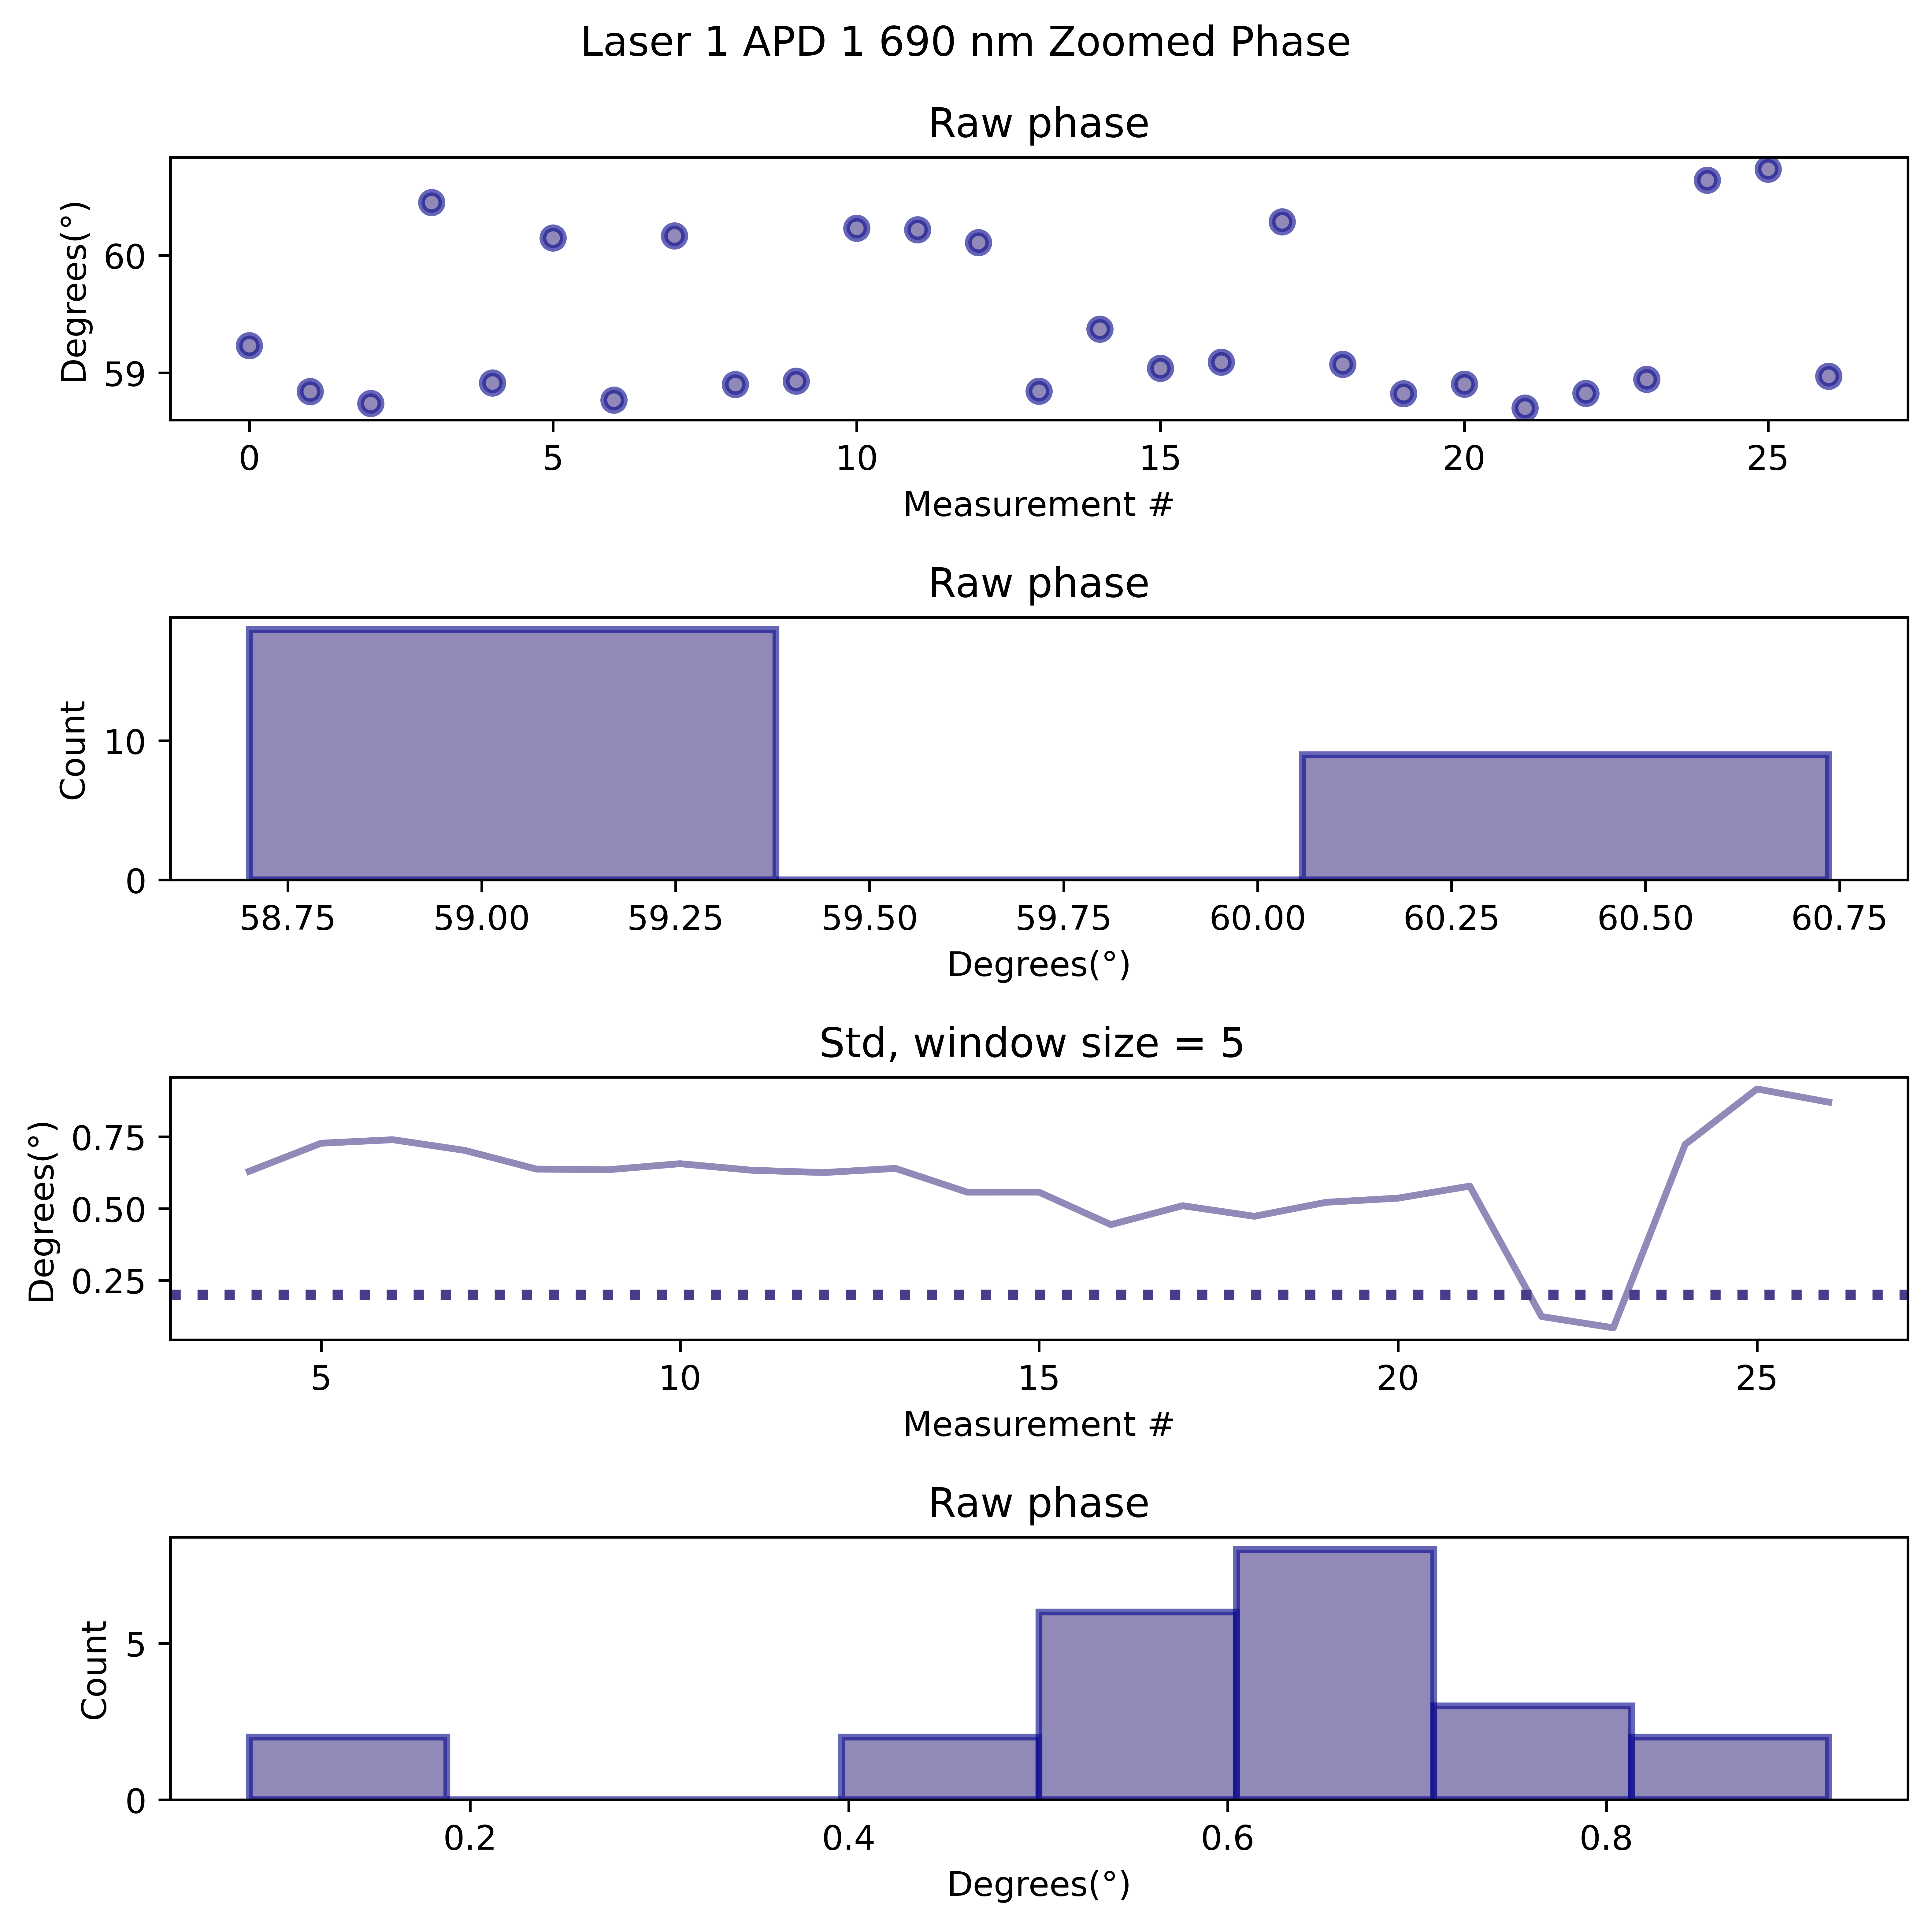 Laser 1 APD 1 690 nm Zoomed Phase
Raw phase
Degrees(°)
60
59
0 5 10 15 20 25
Measurement #
Raw phase
Count
10
0
58.75 59.00 59.25 59.50 59.75 60.00 60.25 60.50 60.75
Degrees(°)
Std, window size = 5
Degrees(°)
0.75
0.50
0.25
5 10 15 20 25
Measurement #
Raw phase
Count
5
0
0.2 0.4 0.6 0.8
Degrees(°)